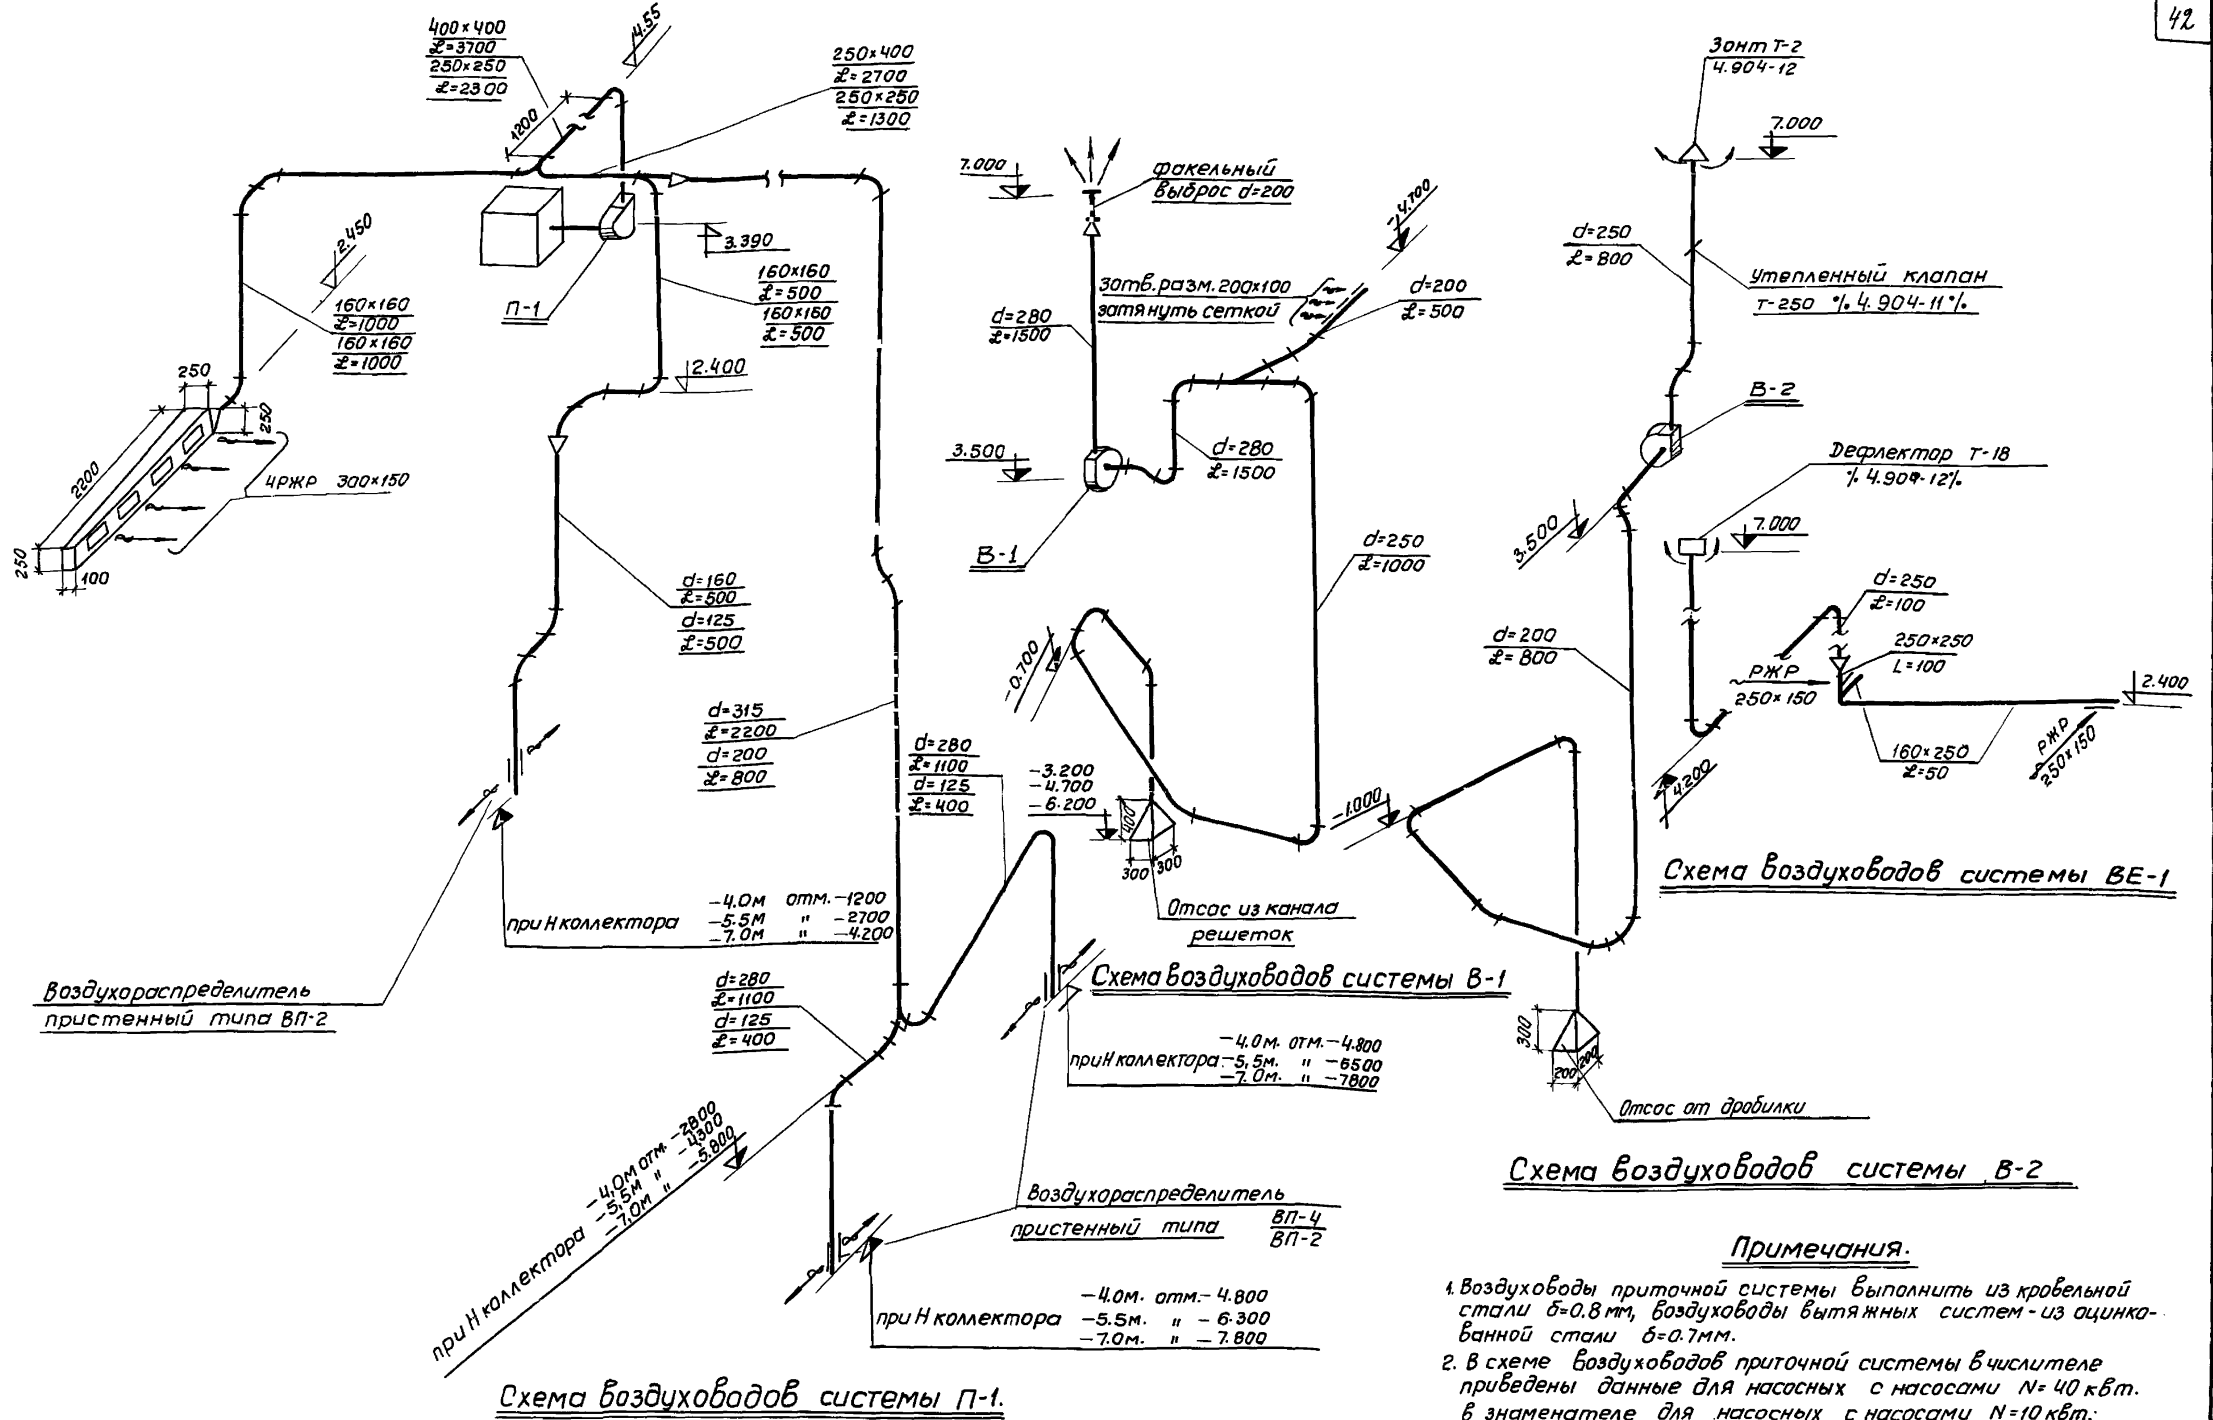 42
400×400
ℒ=3700
250×250
ℒ=2300
4.55
1200
250×400
ℒ=2700
250×250
ℒ=1300
2.450
3.390
П-1
160×160
ℒ=1000
160×160
ℒ=1000
160×160
ℒ=500
160×160
ℒ=500
2.400
250
250
2200
250
100
4РЖР 300×150
d=160
ℒ=500
d=125
ℒ=500
d=315
ℒ=2200
d=200
ℒ=800
d=280
ℒ=1100
d=125
ℒ=400
при Н коллектора
-4.0м отм.-1200
-5.5м " -2700
-7.0м " -4.200
Воздухораспределитель
пристенный типа ВП-2
d=280
ℒ=1100
d=125
ℒ=400
при Н коллектора
-4,0м отм. -2800
-5,5м " -4,300
-7,0м " -5.800
-4.0м. отм.-4.800
при Н коллектора -5,5м. " -6500
-7.0м. " -7800
Воздухораспределитель
пристенный типа ВП-4
ВП-2
-4.0м. отм.- 4.800
при Н коллектора -5.5м. " - 6.300
-7.0м. " - 7.800
Схема воздуховодов системы П-1.
7.000
Факельный
выброс d=200
-4.700
3отв.разм.200×100
затянуть сеткой
d=200
ℒ=500
d=280
ℒ=1500
3.500
d=280
ℒ=1500
В-1
d=250
ℒ=1000
-0.700
-3.200
-4.700
-6.200
400
300
300
Отсос из канала
решеток
Схема воздуховодов системы В-1
Зонт Т-2
4.904-12
7.000
d=250
ℒ=800
Утепленный клапан
Т-250 % 4.904-11%
В-2
3.500
d=200
ℒ=800
-1.000
300
200
200
Отсос от дробилки
Схема воздуховодов системы В-2
Дефлектор Т-18
% 4.904-12%
7.000
d=250
ℒ=100
250×250
L=100
РЖР
250×150
2.400
160×250
ℒ=50
РЖР
250×150
4.200
Схема воздуховодов системы ВЕ-1
Примечания.
1. Воздуховоды приточной системы выполнить из кровельной
стали б=0.8 мм, воздуховоды вытяжных систем - из оцинко-
ванной стали б=0.7мм.
2. В схеме воздуховодов приточной системы в числителе
приведены данные для насосных с насосами N= 40 квт.
в знаменателе для насосных с насосами N=10 квт.: